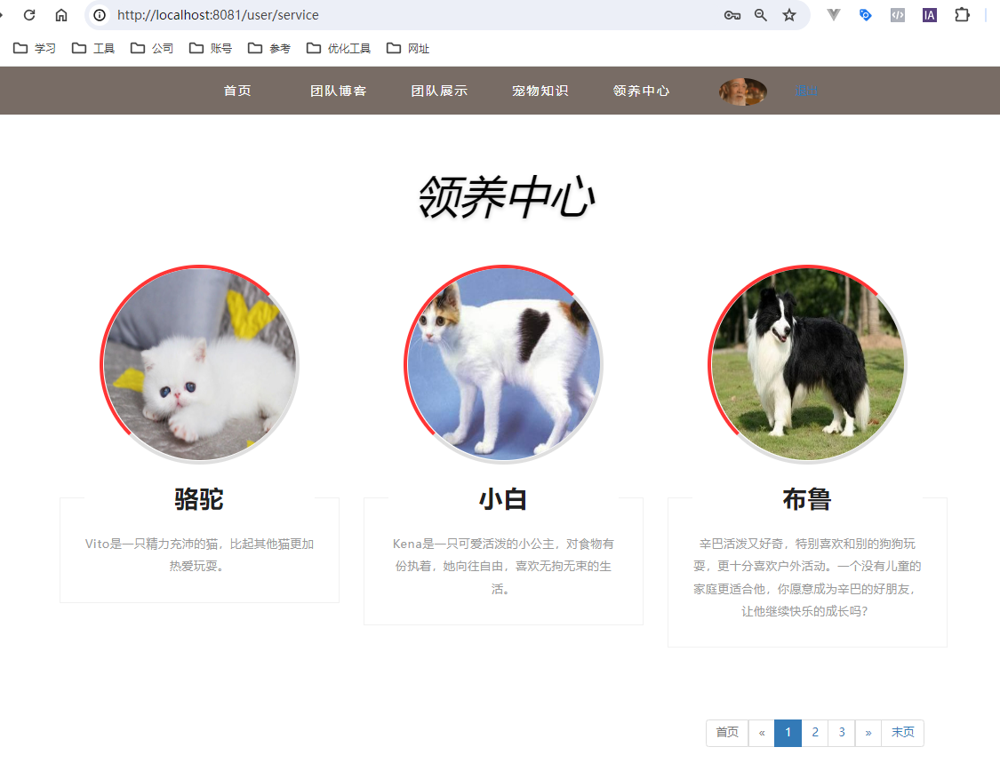 http://localhost:8081/user/service
学习
工具
公司
账号
参考
优化工具
网址
首页
团队博客
团队展示
宠物知识
领养中心
退出
领养中心
骆驼
Vito是一只精力充沛的猫，比起其他猫更加
热爱玩耍。
小白
Kena是一只可爱活泼的小公主，对食物有
份执着，她向往自由，喜欢无拘无束的生
活。
布鲁
辛巴活泼又好奇，特别喜欢和别的狗狗玩
耍，更十分喜欢户外活动。一个没有儿童的
家庭更适合他，你愿意成为辛巴的好朋友，
让他继续快乐的成长吗?
首页 « 1 2 3 » 末页
IA